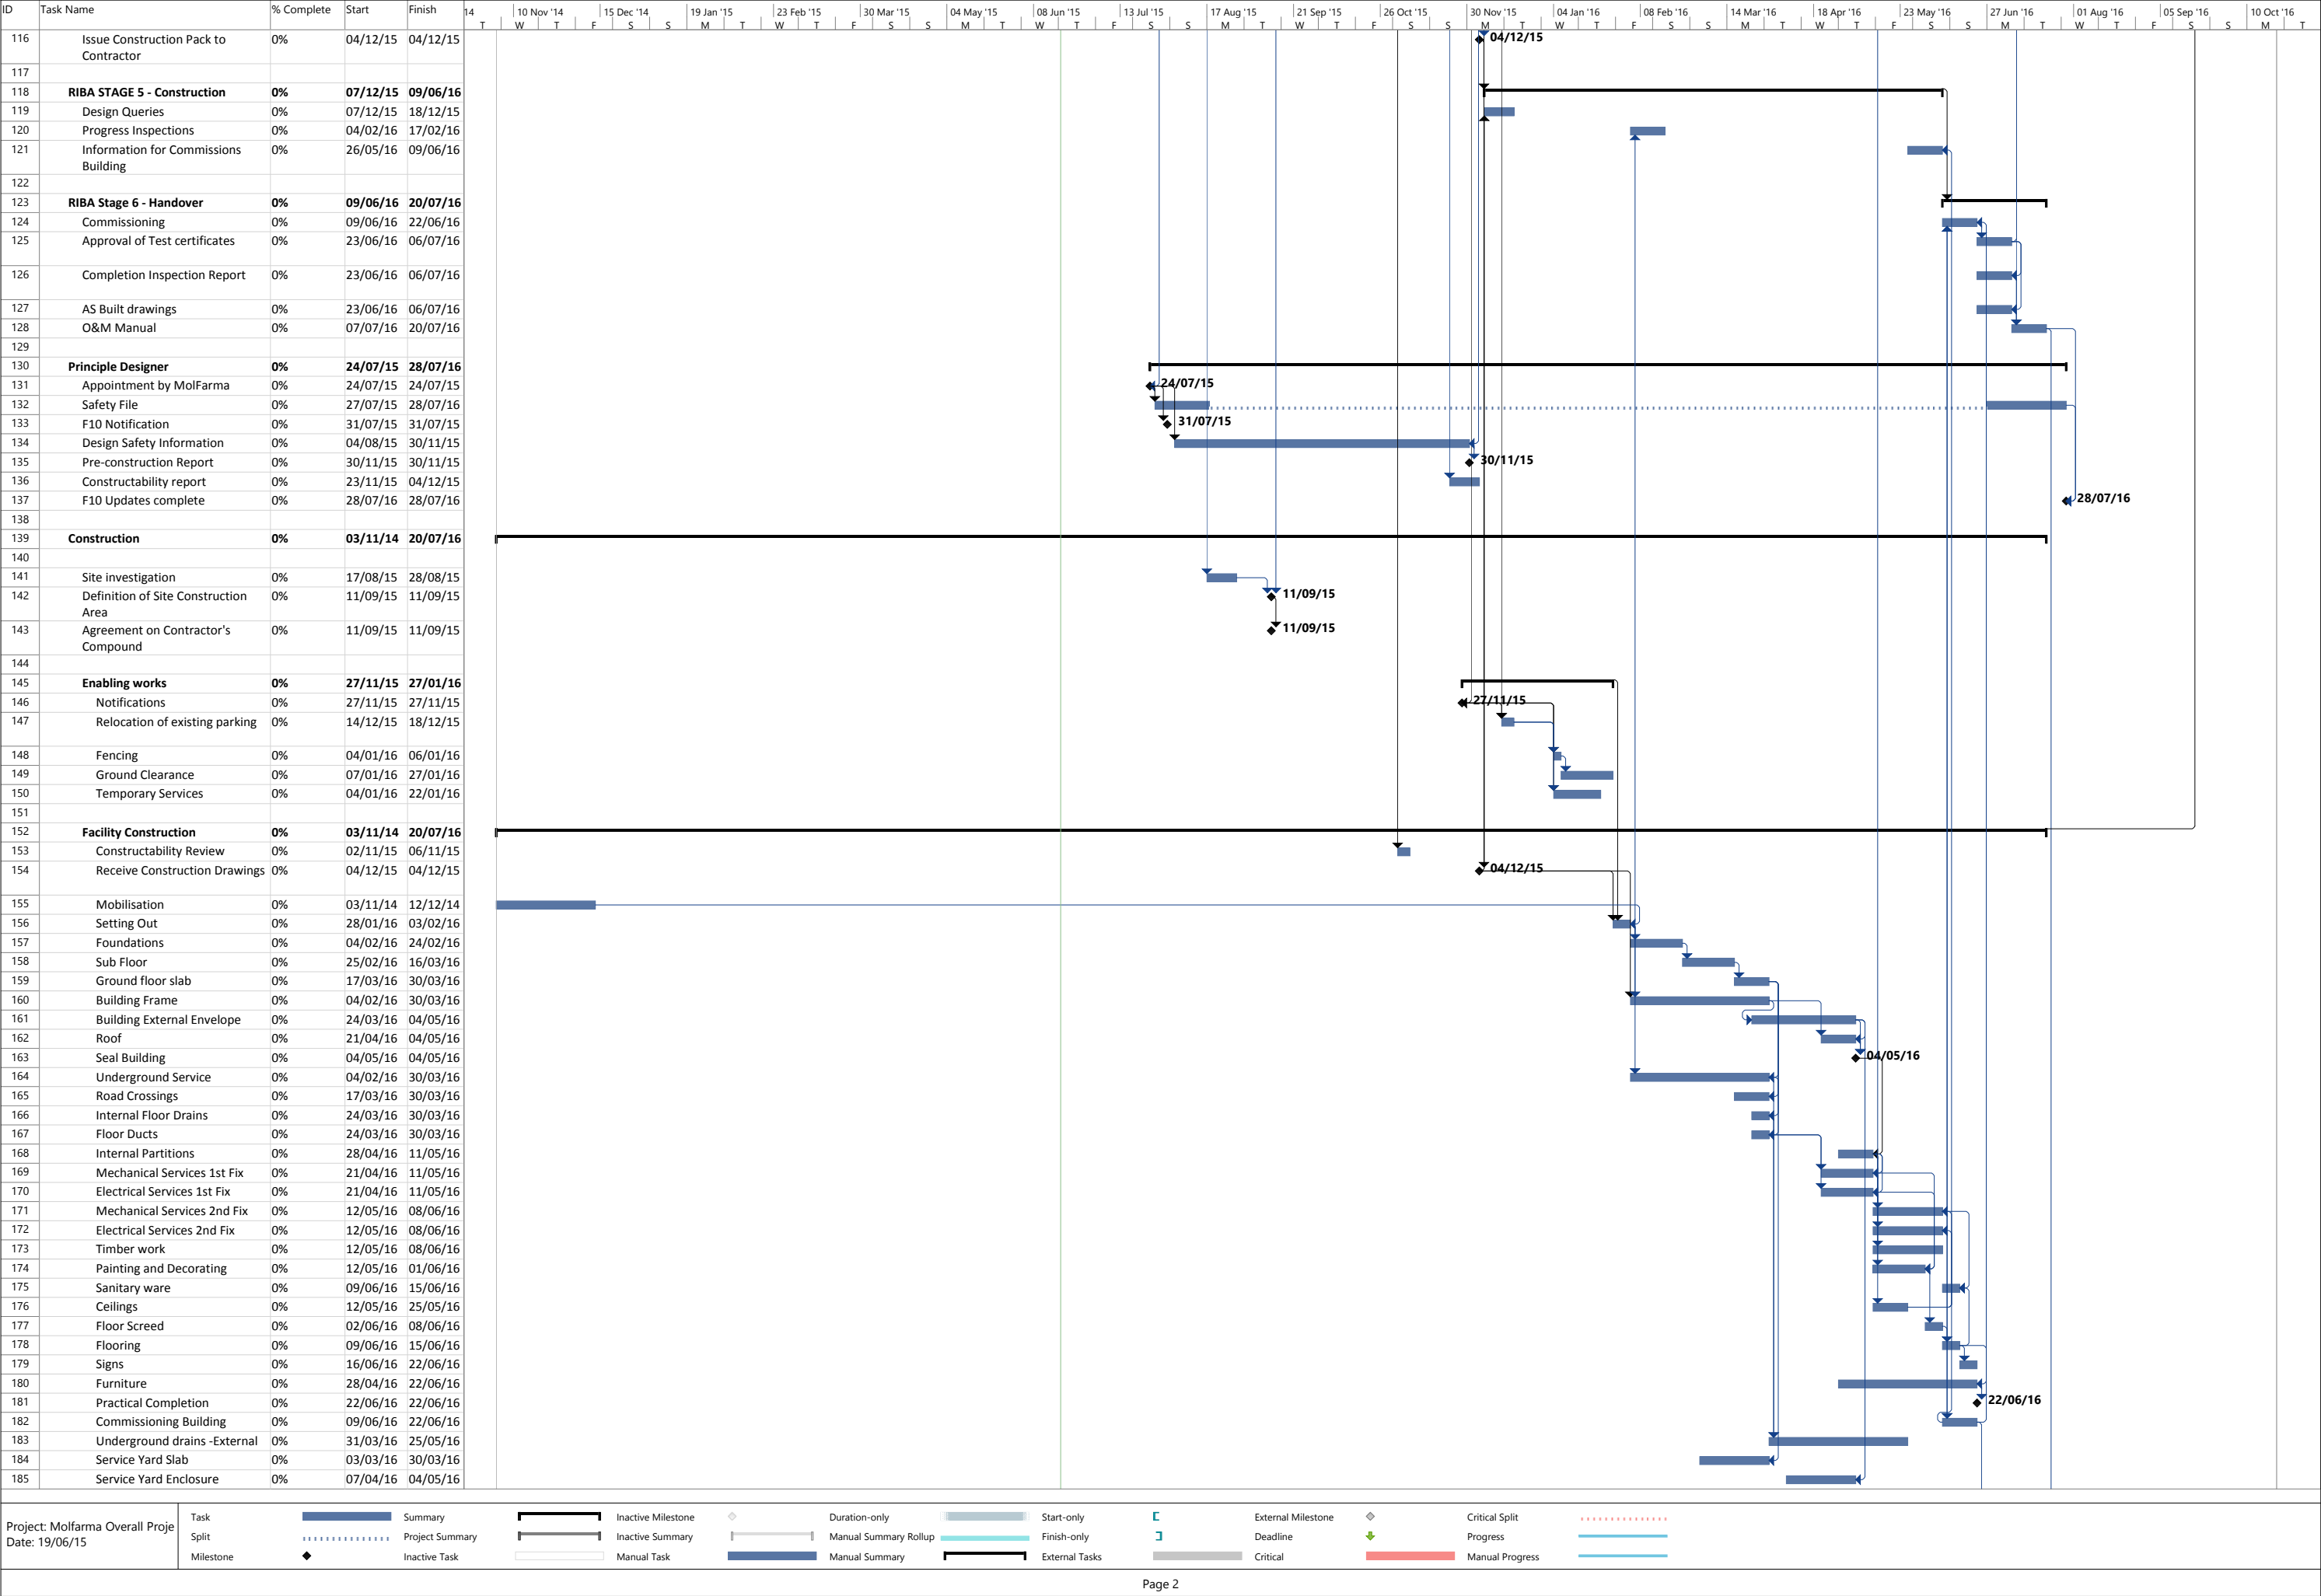 ID Task Name % Complete Start Finish 14 10 Nov '14 15 Dec '14 19 Jan '15 23 Feb '15 30 Mar '15 04 May '15 08 Jun '15 13 Jul '15 17 Aug '15 21 Sep '15 26 Oct '15 30 Nov '15 04 Jan '16 08 Feb '16 14 Mar '16 18 Apr '16 23 May '16 27 Jun '16 01 Aug '16 05 Sep '16 10 Oct '16
T W T F S S M T W T F S S M T W T F S S M T W T F S S M T W T F S S M T W T F S S M T W T F S S M T
116 Issue Construction Pack to 0% 04/12/15 04/12/15 04/12/15
Contractor
117
118 RIBA STAGE 5 - Construction 0% 07/12/15 09/06/16
119 Design Queries 0% 07/12/15 18/12/15
120 Progress Inspections 0% 04/02/16 17/02/16
121 Information for Commissions 0% 26/05/16 09/06/16
Building
122
123 RIBA Stage 6 - Handover 0% 09/06/16 20/07/16
124 Commissioning 0% 09/06/16 22/06/16
125 Approval of Test certificates 0% 23/06/16 06/07/16
126 Completion Inspection Report 0% 23/06/16 06/07/16
127 AS Built drawings 0% 23/06/16 06/07/16
128 O&M Manual 0% 07/07/16 20/07/16
129
130 Principle Designer 0% 24/07/15 28/07/16
131 Appointment by MolFarma 0% 24/07/15 24/07/15 24/07/15
132 Safety File 0% 27/07/15 28/07/16
133 F10 Notification 0% 31/07/15 31/07/15 31/07/15
134 Design Safety Information 0% 04/08/15 30/11/15
135 Pre-construction Report 0% 30/11/15 30/11/15 30/11/15
136 Constructability report 0% 23/11/15 04/12/15
137 F10 Updates complete 0% 28/07/16 28/07/16 28/07/16
138
139 Construction 0% 03/11/14 20/07/16
140
141 Site investigation 0% 17/08/15 28/08/15
142 Definition of Site Construction 0% 11/09/15 11/09/15 11/09/15
Area
143 Agreement on Contractor's 0% 11/09/15 11/09/15 11/09/15
Compound
144
145 Enabling works 0% 27/11/15 27/01/16
146 Notifications 0% 27/11/15 27/11/15 27/11/15
147 Relocation of existing parking 0% 14/12/15 18/12/15
148 Fencing 0% 04/01/16 06/01/16
149 Ground Clearance 0% 07/01/16 27/01/16
150 Temporary Services 0% 04/01/16 22/01/16
151
152 Facility Construction 0% 03/11/14 20/07/16
153 Constructability Review 0% 02/11/15 06/11/15
154 Receive Construction Drawings 0% 04/12/15 04/12/15 04/12/15
155 Mobilisation 0% 03/11/14 12/12/14
156 Setting Out 0% 28/01/16 03/02/16
157 Foundations 0% 04/02/16 24/02/16
158 Sub Floor 0% 25/02/16 16/03/16
159 Ground floor slab 0% 17/03/16 30/03/16
160 Building Frame 0% 04/02/16 30/03/16
161 Building External Envelope 0% 24/03/16 04/05/16
162 Roof 0% 21/04/16 04/05/16
163 Seal Building 0% 04/05/16 04/05/16 04/05/16
164 Underground Service 0% 04/02/16 30/03/16
165 Road Crossings 0% 17/03/16 30/03/16
166 Internal Floor Drains 0% 24/03/16 30/03/16
167 Floor Ducts 0% 24/03/16 30/03/16
168 Internal Partitions 0% 28/04/16 11/05/16
169 Mechanical Services 1st Fix 0% 21/04/16 11/05/16
170 Electrical Services 1st Fix 0% 21/04/16 11/05/16
171 Mechanical Services 2nd Fix 0% 12/05/16 08/06/16
172 Electrical Services 2nd Fix 0% 12/05/16 08/06/16
173 Timber work 0% 12/05/16 08/06/16
174 Painting and Decorating 0% 12/05/16 01/06/16
175 Sanitary ware 0% 09/06/16 15/06/16
176 Ceilings 0% 12/05/16 25/05/16
177 Floor Screed 0% 02/06/16 08/06/16
178 Flooring 0% 09/06/16 15/06/16
179 Signs 0% 16/06/16 22/06/16
180 Furniture 0% 28/04/16 22/06/16
181 Practical Completion 0% 22/06/16 22/06/16 22/06/16
182 Commissioning Building 0% 09/06/16 22/06/16
183 Underground drains -External 0% 31/03/16 25/05/16
184 Service Yard Slab 0% 03/03/16 30/03/16
185 Service Yard Enclosure 0% 07/04/16 04/05/16
Project: Molfarma Overall Proje
Date: 19/06/15
Task Summary Inactive Milestone Duration-only Start-only External Milestone Critical Split
Split Project Summary Inactive Summary Manual Summary Rollup Finish-only Deadline Progress
Milestone Inactive Task Manual Task Manual Summary External Tasks Critical Manual Progress
Page 2